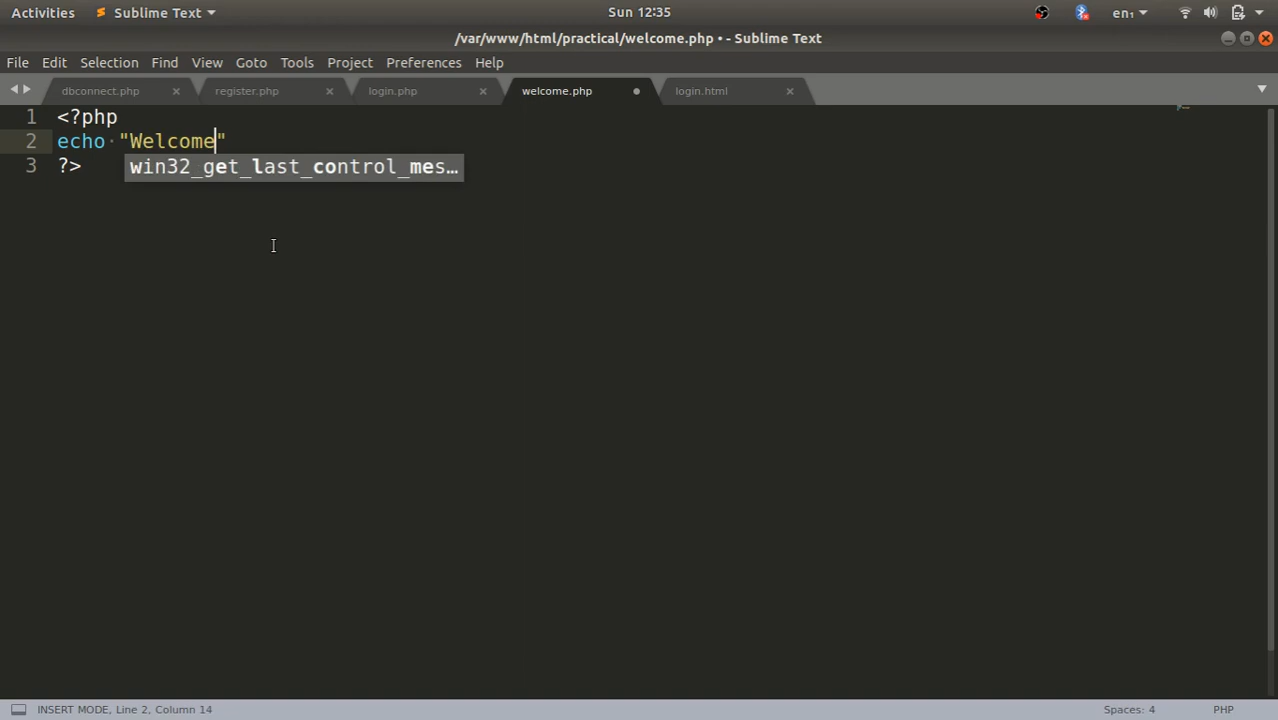 Activities Sublime Text Sun 12:35 en₁
/var/www/html/practical/welcome.php • - Sublime Text
File Edit Selection Find View Goto Tools Project Preferences Help
dbconnect.php × register.php × login.php × welcome.php login.html ×
1 <?php
2 echo "Welcome"
win32_get_last_control_mes…
3 ?>
INSERT MODE, Line 2, Column 14 Spaces: 4 PHP